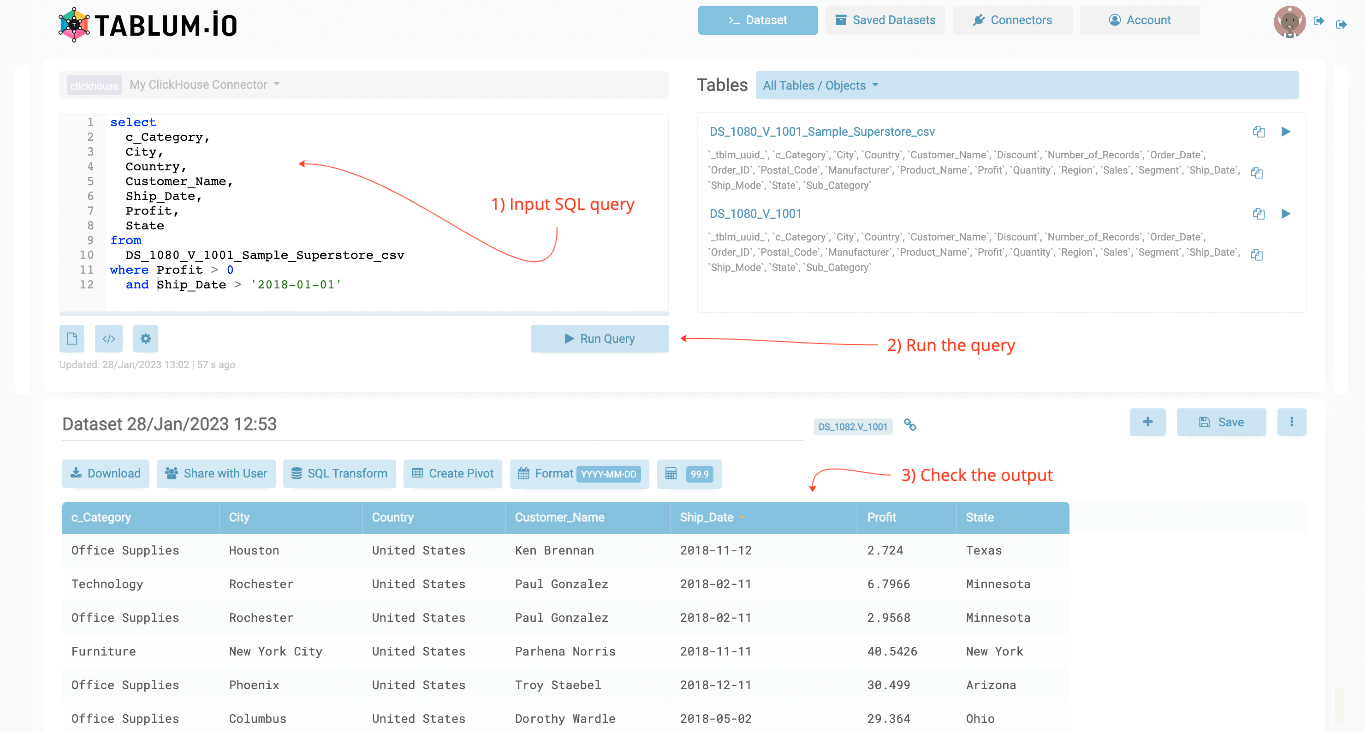 TABLUM.IO
>_ Dataset
Saved Datasets
Connectors
Account
clickhouse My ClickHouse Connector
1 select
2 c_Category,
3 City,
4 Country,
5 Customer_Name,
6 Ship_Date,
7 Profit,
8 State
9 from
10 DS_1080_V_1001_Sample_Superstore_csv
11 where Profit > 0
12 and Ship_Date > '2018-01-01'
1) Input SQL query
Tables All Tables / Objects
DS_1080_V_1001_Sample_Superstore_csv
`_tblm_uuid_`, `c_Category`, `City`, `Country`, `Customer_Name`, `Discount`, `Number_of_Records`, `Order_Date`,
`Order_ID`, `Postal_Code`, `Manufacturer`, `Product_Name`, `Profit`, `Quantity`, `Region`, `Sales`, `Segment`, `Ship_Date`,
`Ship_Mode`, `State`, `Sub_Category`
DS_1080_V_1001
`_tblm_uuid_`, `c_Category`, `City`, `Country`, `Customer_Name`, `Discount`, `Number_of_Records`, `Order_Date`,
`Order_ID`, `Postal_Code`, `Manufacturer`, `Product_Name`, `Profit`, `Quantity`, `Region`, `Sales`, `Segment`, `Ship_Date`,
`Ship_Mode`, `State`, `Sub_Category`
</> Run Query
2) Run the query
Updated: 28/Jan/2023 13:02 | 57 s ago
Dataset 28/Jan/2023 12:53
DS_1082.V_1001
+ Save
Download
Share with User
SQL Transform
Create Pivot
Format YYYY-MM-DD
99.9
3) Check the output
c_Category City Country Customer_Name Ship_Date Profit State
Office Supplies Houston United States Ken Brennan 2018-11-12 2.724 Texas
Technology Rochester United States Paul Gonzalez 2018-02-11 6.7966 Minnesota
Office Supplies Rochester United States Paul Gonzalez 2018-02-11 2.9568 Minnesota
Furniture New York City United States Parhena Norris 2018-11-11 40.5426 New York
Office Supplies Phoenix United States Troy Staebel 2018-12-11 30.499 Arizona
Office Supplies Columbus United States Dorothy Wardle 2018-05-02 29.364 Ohio